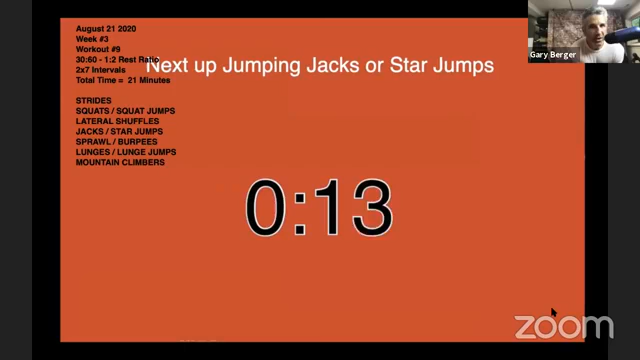 August 21 2020
Week #3
Workout #9
30:60 - 1:2 Rest Ratio
2x7 Intervals
Total Time = 21 Minutes
STRIDES
SQUATS / SQUAT JUMPS
LATERAL SHUFFLES
JACKS / STAR JUMPS
SPRAWL / BURPEES
LUNGES / LUNGE JUMPS
MOUNTAIN CLIMBERS
Next up Jumping Jacks or Star Jumps
0:13
Gary Berger
zoom